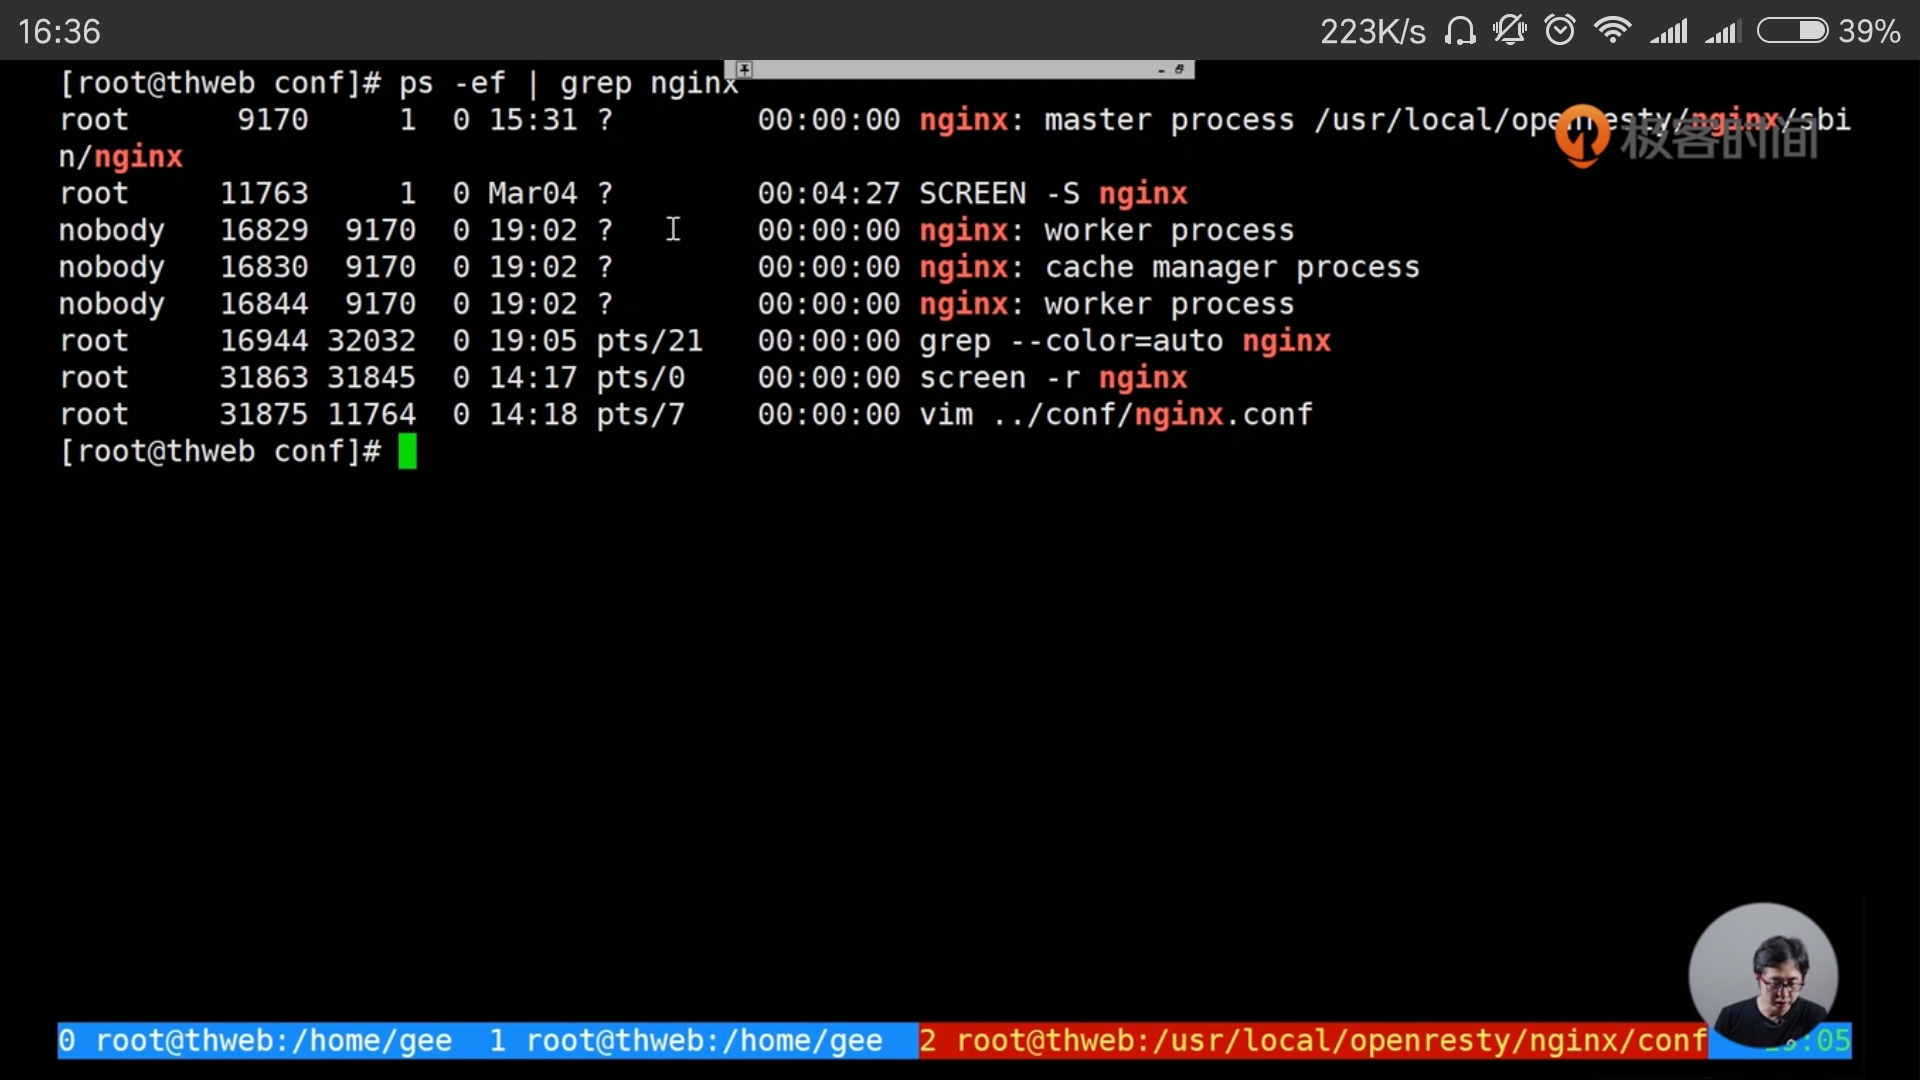 16:36 223K/s 39%
[root@thweb conf]# ps -ef | grep nginx
root      9170     1  0 15:31 ?        00:00:00 nginx: master process /usr/local/openresty/nginx/sbi
n/nginx
极客时间
root     11763     1  0 Mar04 ?        00:04:27 SCREEN -S nginx
nobody   16829  9170  0 19:02 ?        00:00:00 nginx: worker process
nobody   16830  9170  0 19:02 ?        00:00:00 nginx: cache manager process
nobody   16844  9170  0 19:02 ?        00:00:00 nginx: worker process
root     16944 32032  0 19:05 pts/21   00:00:00 grep --color=auto nginx
root     31863 31845  0 14:17 pts/0    00:00:00 screen -r nginx
root     31875 11764  0 14:18 pts/7    00:00:00 vim ../conf/nginx.conf
[root@thweb conf]#
0 root@thweb:/home/gee  1 root@thweb:/home/gee  2 root@thweb:/usr/local/openresty/nginx/conf :05